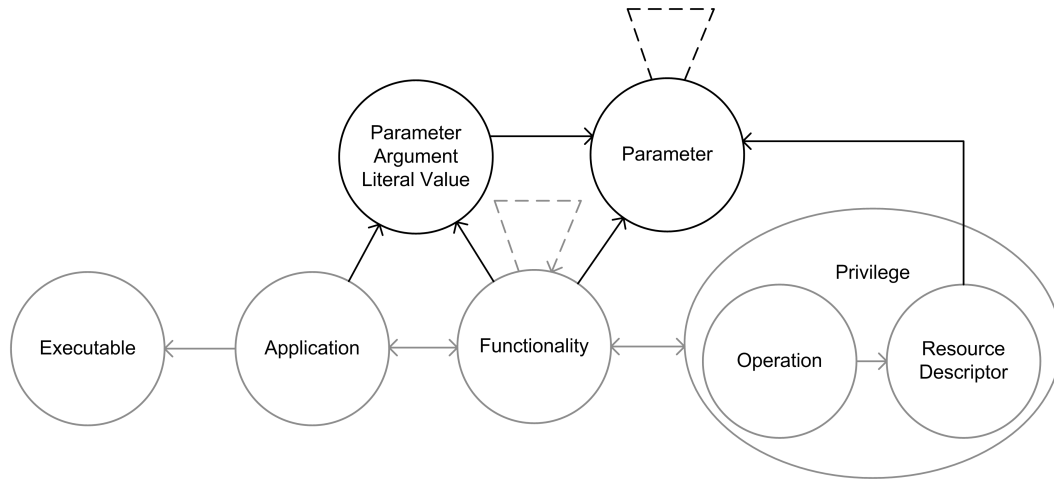 Parameter
Argument
Literal Value
Parameter
Privilege
Executable
Application
Functionality
Operation
Resource
Descriptor